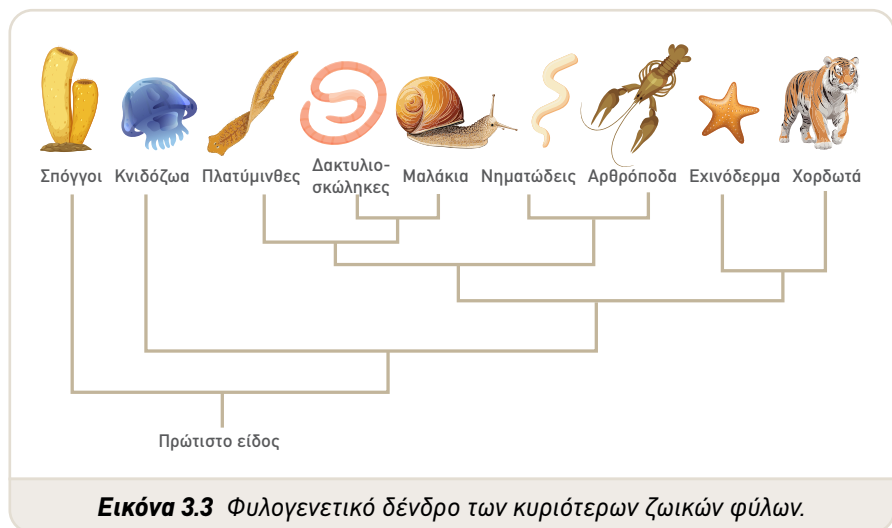 Σπόγγοι Κνιδόζωα Πλατύμινθες Δακτυλιο-
σκώληκες Μαλάκια Νηματώδεις Αρθρόποδα Εχινόδερμα Χορδωτά
Πρώτιστο είδος
Εικόνα 3.3 Φυλογενετικό δένδρο των κυριότερων ζωικών φύλων.